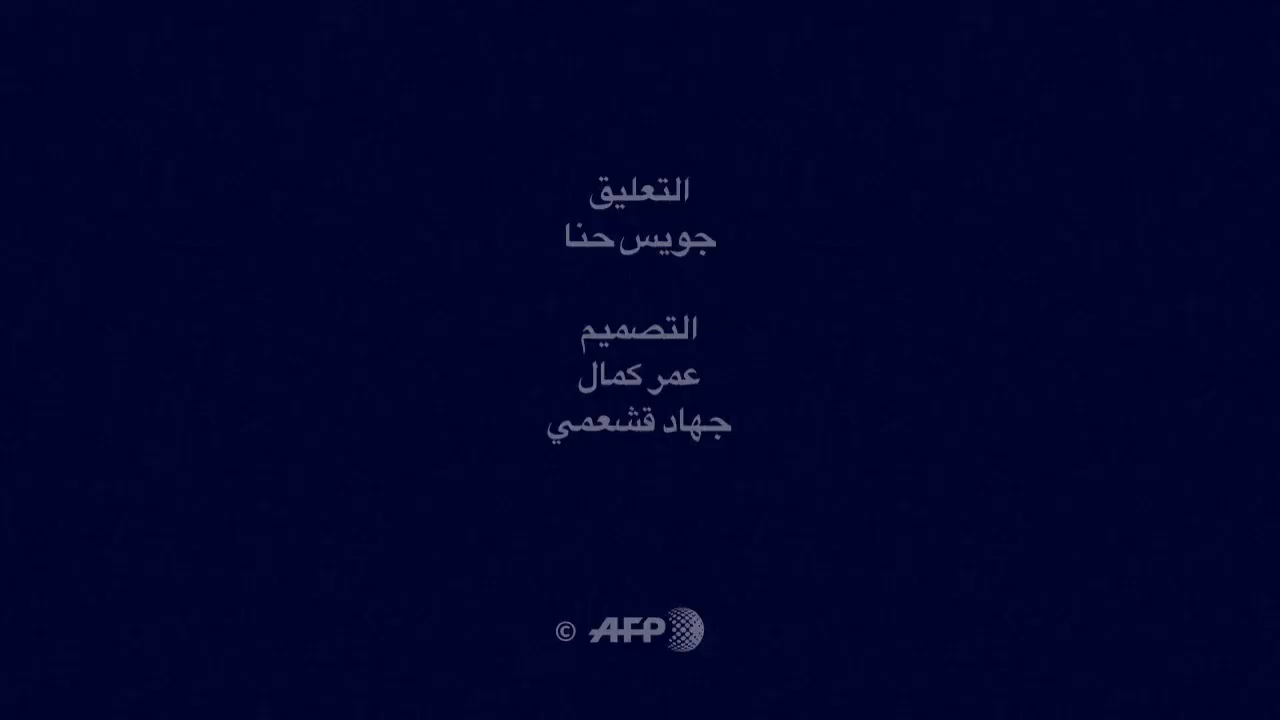 التعليق
جويس حنا
التصميم
عمر كمال
جهاد قشعمي
© AFP